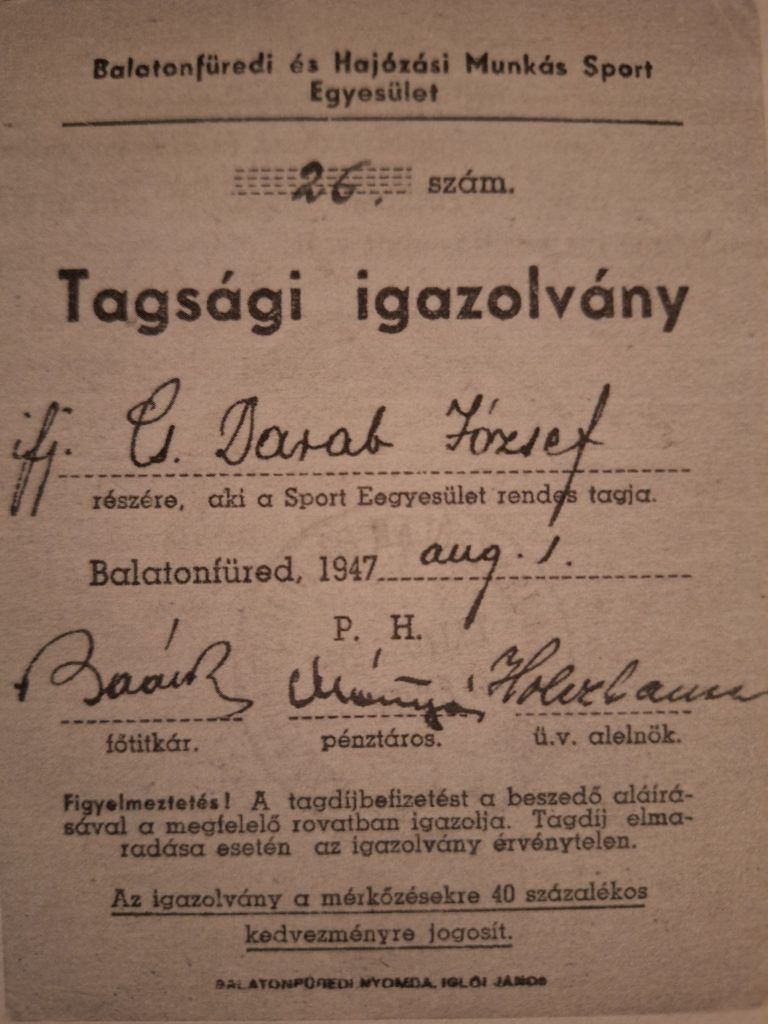 Balatonfüredi és Hajózási Munkás Sport
Egyesület
26. szám.
Tagsági igazolvány
ifj. Cs. Darab József
részére, aki a Sport Eegyesület rendes tagja.
Balatonfüred, 1947 aug. 1.
P. H.
főtitkár. pénztáros. ü.v. alelnök.
Figyelmeztetés! A tagdíjbefizetést a beszedő aláírá-
sával a megfelelő rovatban igazolja. Tagdíj elma-
radása esetén az igazolvány érvénytelen.
Az igazolvány a mérkőzésekre 40 százalékos
kedvezményre jogosít.
BALATONFÜREDI NYOMDA, IGLÓI JÁNOS